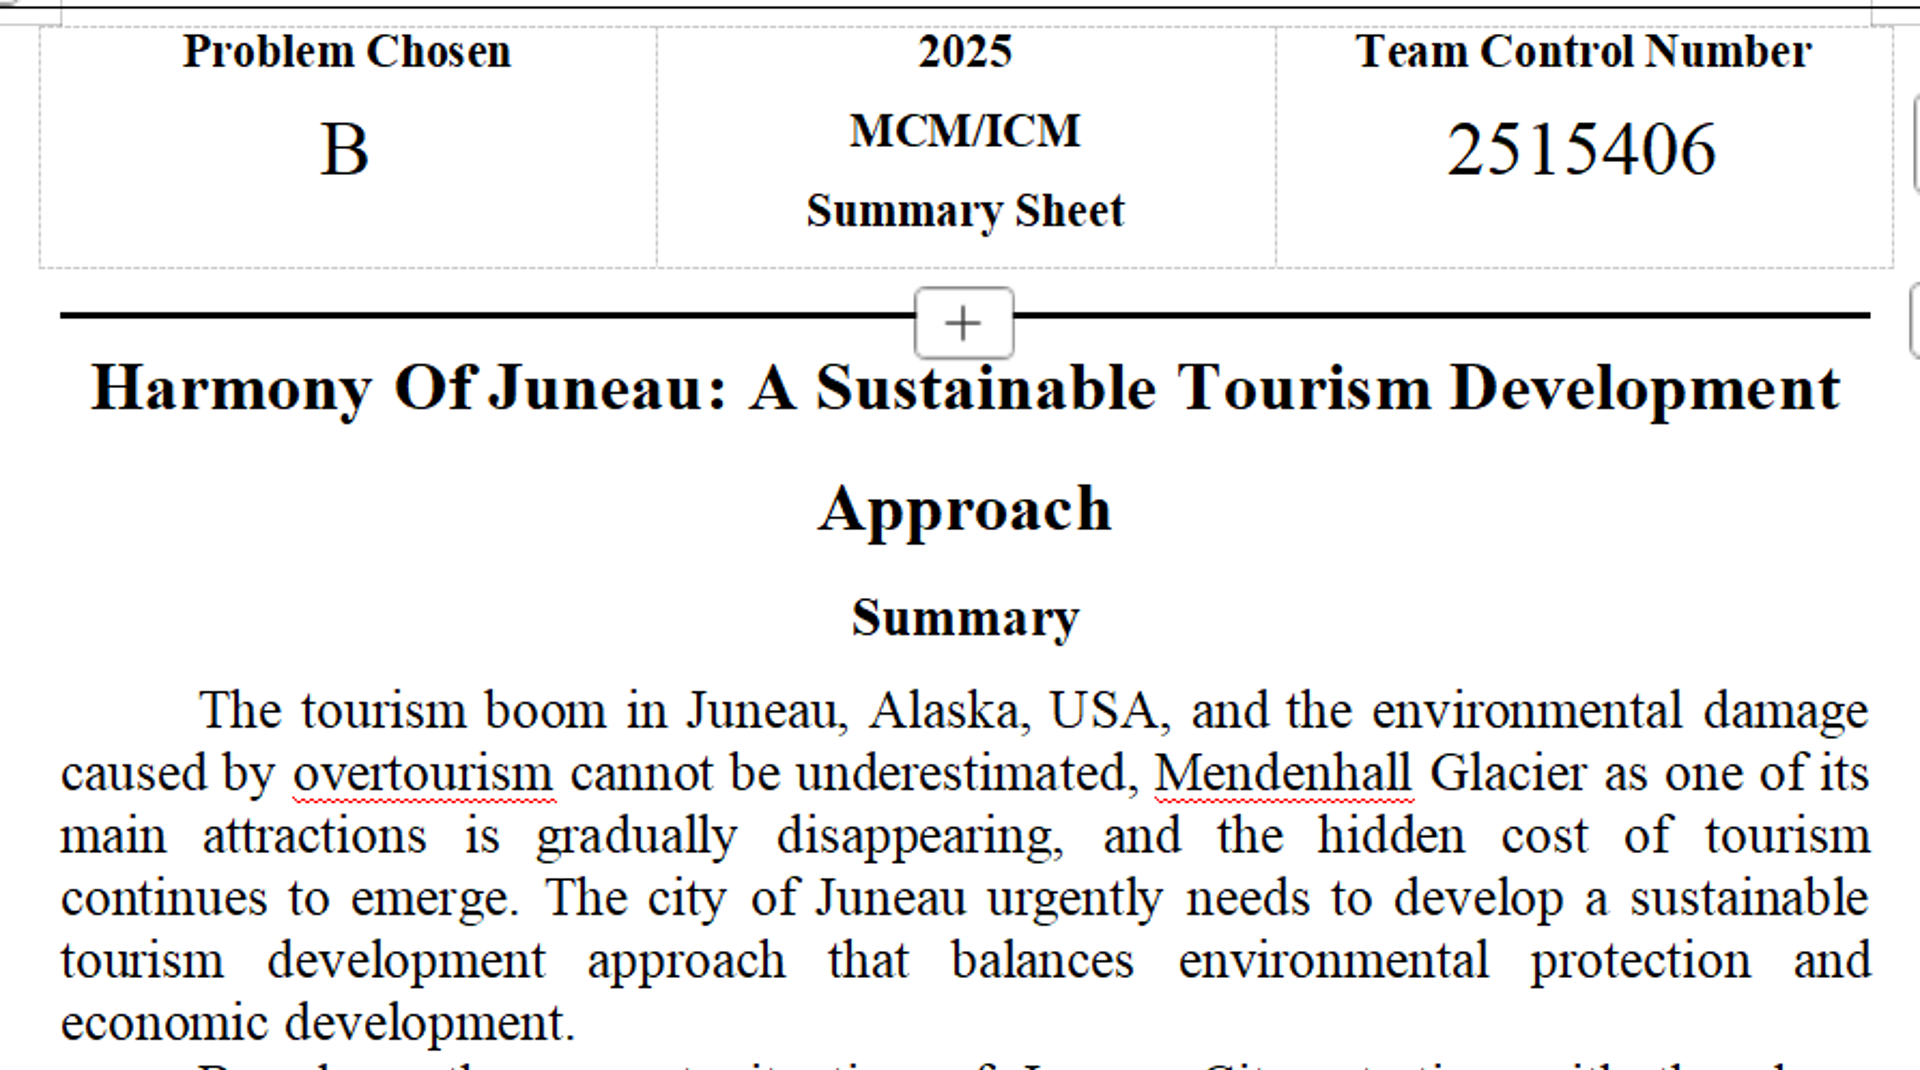 Problem Chosen
B
2025
MCM/ICM
Summary Sheet
Team Control Number
2515406
Harmony Of Juneau: A Sustainable Tourism Development
Approach
Summary
The tourism boom in Juneau, Alaska, USA, and the environmental damage
caused by overtourism cannot be underestimated, Mendenhall Glacier as one of its
main attractions is gradually disappearing, and the hidden cost of tourism
continues to emerge. The city of Juneau urgently needs to develop a sustainable
tourism development approach that balances environmental protection and
economic development.